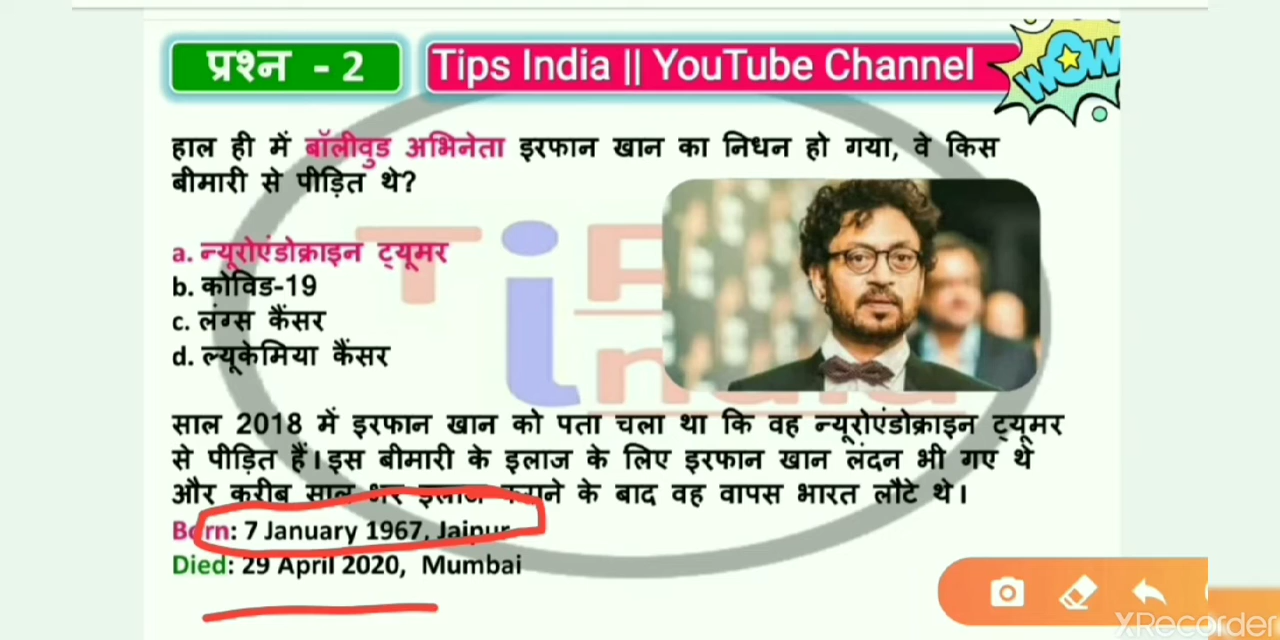 प्रश्न - 2
Tips India || YouTube Channel
WOW
हाल ही में बॉलीवुड अभिनेता इरफान खान का निधन हो गया, वे किस
बीमारी से पीड़ित थे?
a. न्यूरोएंडोक्राइन ट्यूमर
b. कोविड-19
c. लंग्स कैंसर
d. ल्यूकेमिया कैंसर
साल 2018 में इरफान खान को पता चला था कि वह न्यूरोएंडोक्राइन ट्यूमर
से पीड़ित हैं।इस बीमारी के इलाज के लिए इरफान खान लंदन भी गए थे
और करीब साल भर इलाज कराने के बाद वह वापस भारत लौटे थे।
Born: 7 January 1967, Jaipur
Died: 29 April 2020, Mumbai
XRecorder